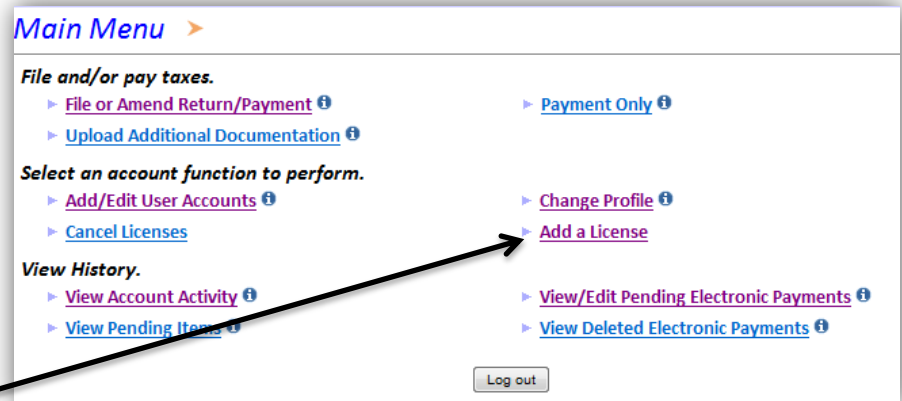 Main Menu
File and/or pay taxes.
File or Amend Return/Payment
Payment Only
Upload Additional Documentation
Select an account function to perform.
Add/Edit User Accounts
Change Profile
Cancel Licenses
Add a License
View History.
View Account Activity
View/Edit Pending Electronic Payments
View Pending Items
View Deleted Electronic Payments
Log out